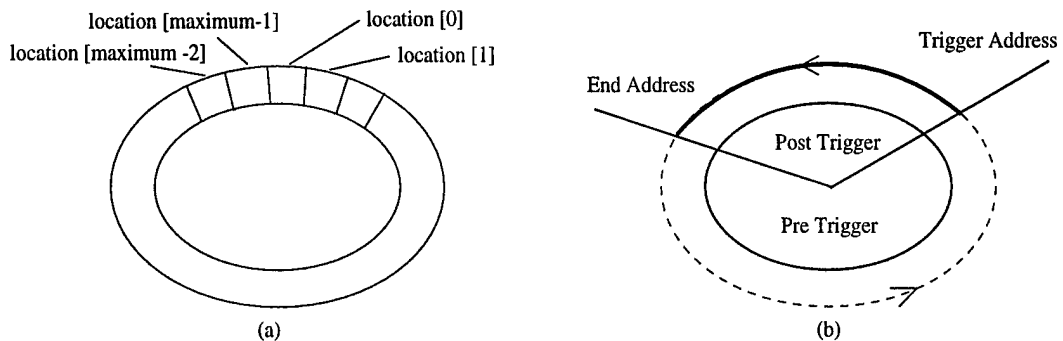 location [maximum-1]
location [0]
location [maximum -2]
location [1]
(a)
Trigger Address
End Address
Post Trigger
Pre Trigger
(b)